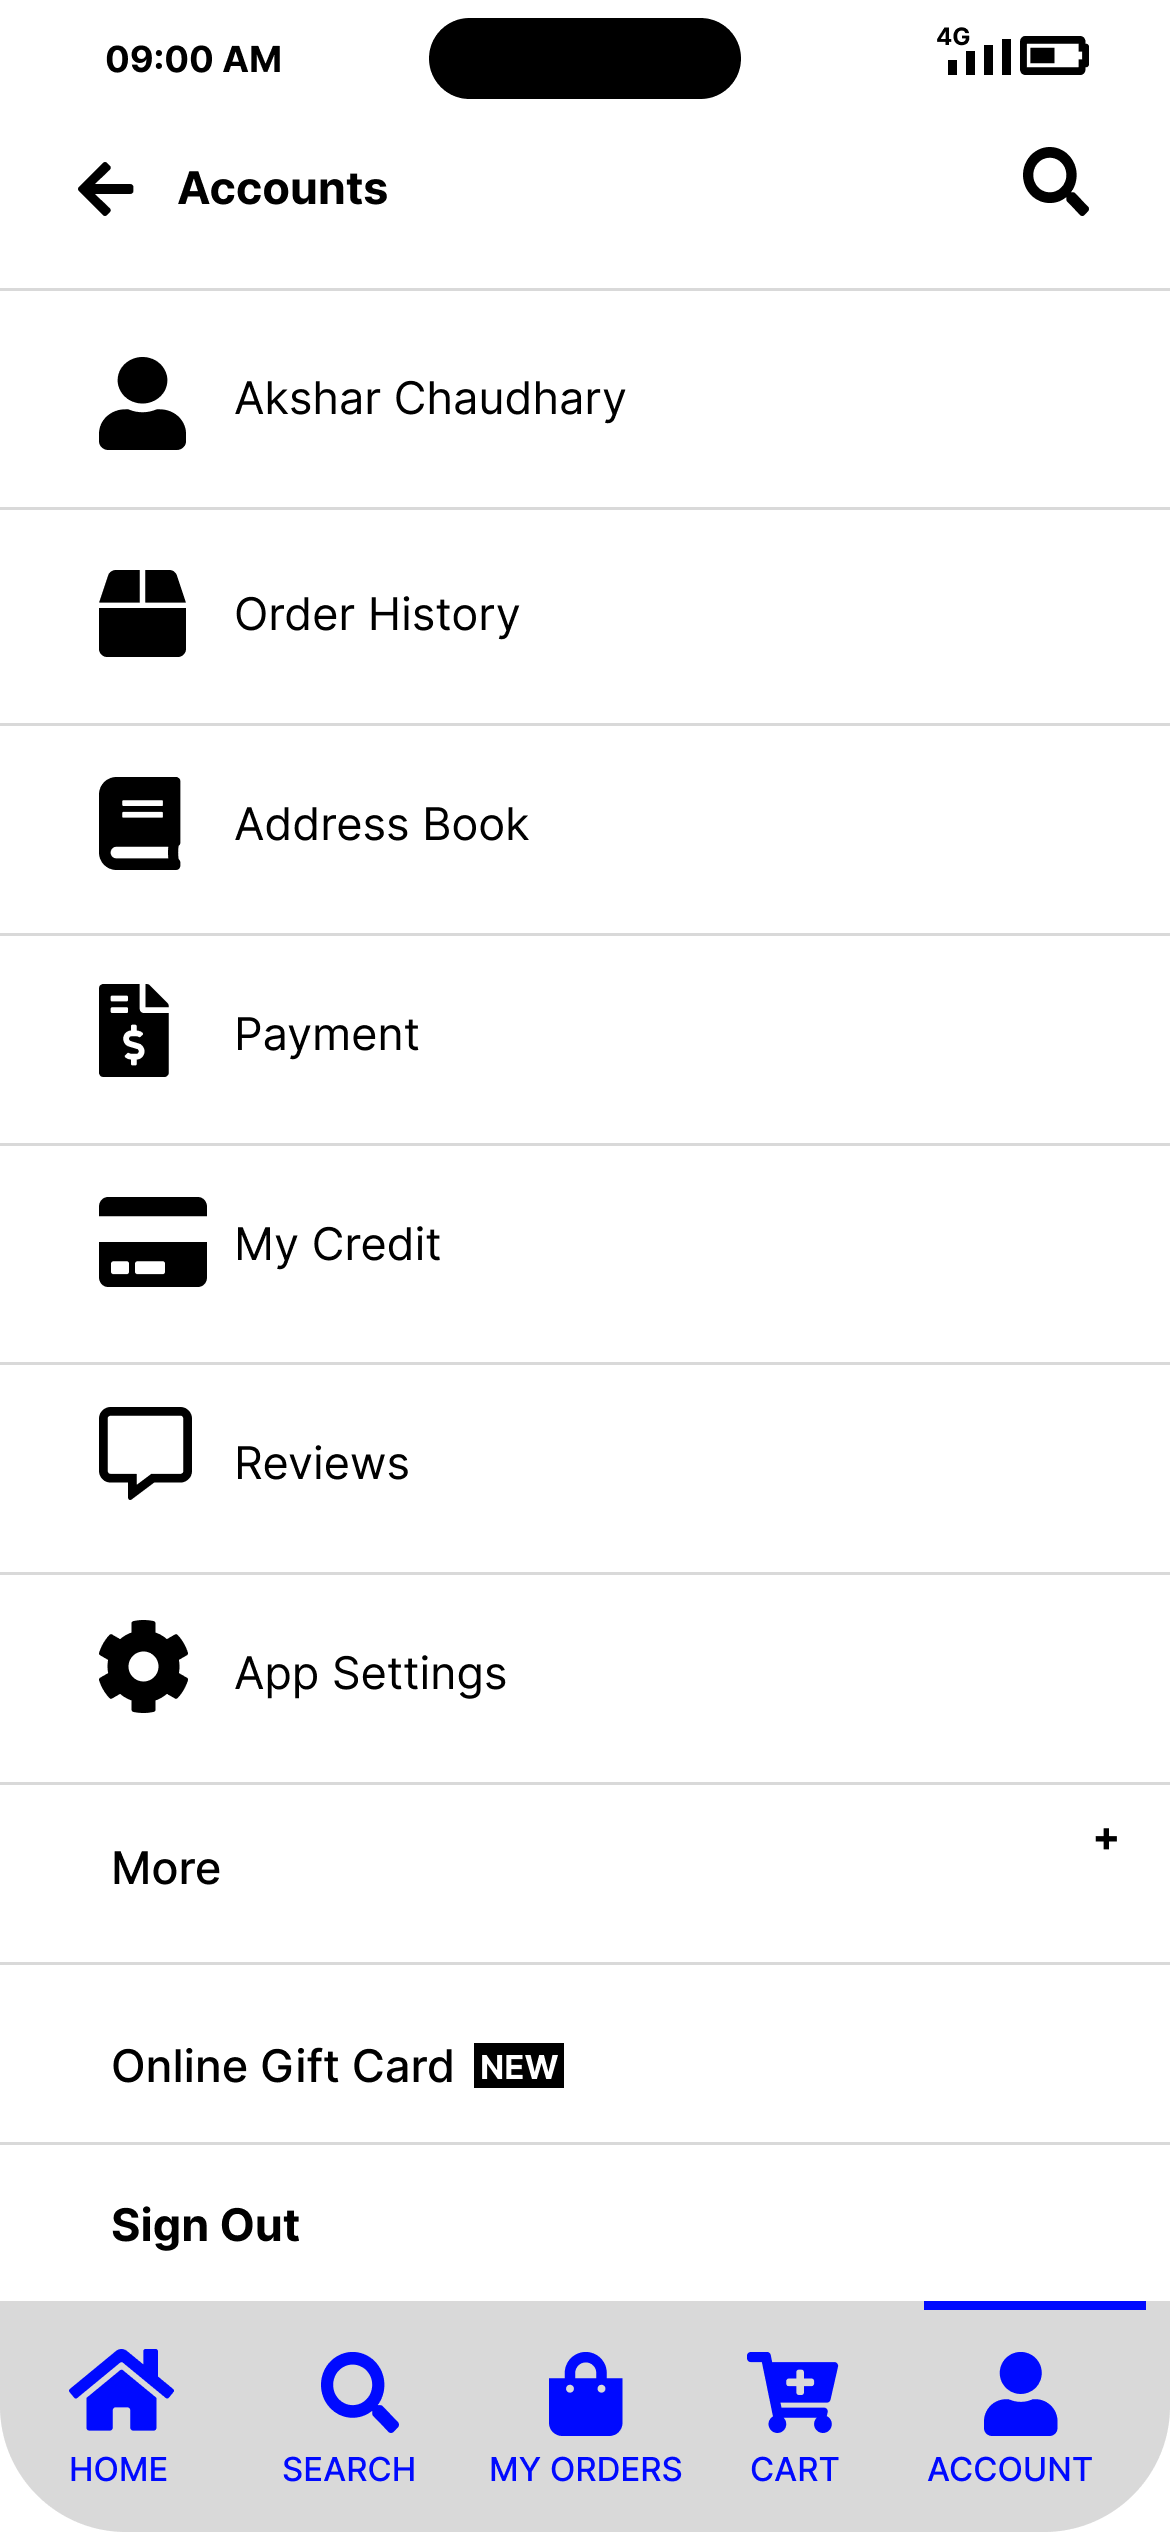 09:00 AM
4G
Accounts
Akshar Chaudhary
Order History
Address Book
Payment
$
My Credit
Reviews
App Settings
More +
Online Gift Card NEW
Sign Out
HOME SEARCH MY ORDERS CART ACCOUNT